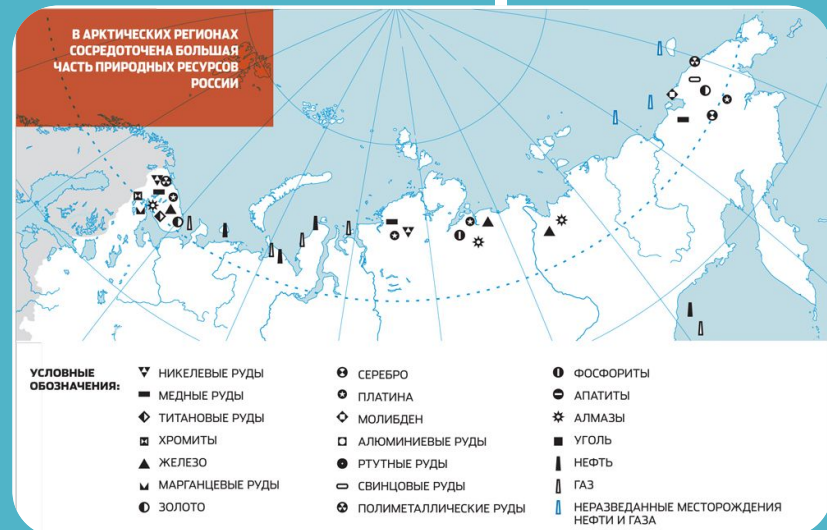 В АРКТИЧЕСКИХ РЕГИОНАХ
СОСРЕДОТОЧЕНА БОЛЬШАЯ
ЧАСТЬ ПРИРОДНЫХ РЕСУРСОВ
РОССИИ
УСЛОВНЫЕ
ОБОЗНАЧЕНИЯ:
НИКЕЛЕВЫЕ РУДЫ
МЕДНЫЕ РУДЫ
ТИТАНОВЫЕ РУДЫ
ХРОМИТЫ
ЖЕЛЕЗО
МАРГАНЦЕВЫЕ РУДЫ
ЗОЛОТО
СЕРЕБРО
ПЛАТИНА
МОЛИБДЕН
АЛЮМИНИЕВЫЕ РУДЫ
РТУТНЫЕ РУДЫ
СВИНЦОВЫЕ РУДЫ
ПОЛИМЕТАЛЛИЧЕСКИЕ РУДЫ
ФОСФОРИТЫ
АПАТИТЫ
АЛМАЗЫ
УГОЛЬ
НЕФТЬ
ГАЗ
НЕРАЗВЕДАННЫЕ МЕСТОРОЖДЕНИЯ
НЕФТИ И ГАЗА